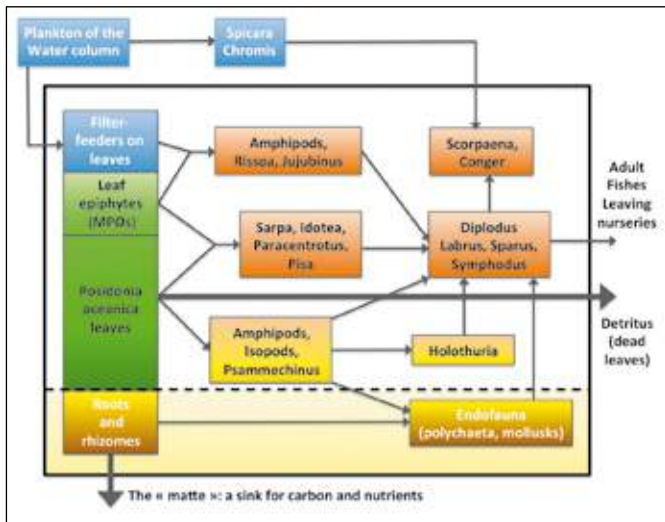 Plankton of the
Water column
Spicara
Chromis
Filter-
feeders on
leaves
Amphipods,
Rissoa, Jujubinus
Scorpaena,
Conger
Adult
Fishes
Leaving
nurseries
Leaf
epiphytes
(MPOs)
Sarpa, Idotea,
Paracentrotus,
Pisa
Diplodus
Labrus, Sparus,
Symphodus
Posidonia
oceanica
leaves
Amphipods,
Isopods,
Psammechinus
Holothuria
Detritus
(dead
leaves)
Roots
and
rhizomes
Endofauna
(polychaeta, mollusks)
The « matte »: a sink for carbon and nutrients